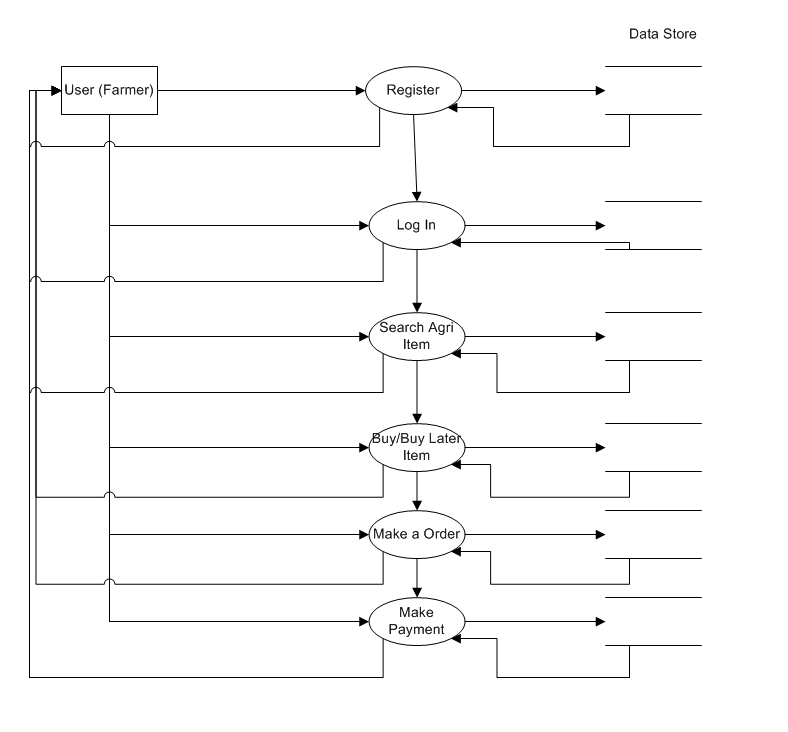 Data Store
User (Farmer)
Register
Log In
Search Agri
Item
Buy/Buy Later
Item
Make a Order
Make
Payment